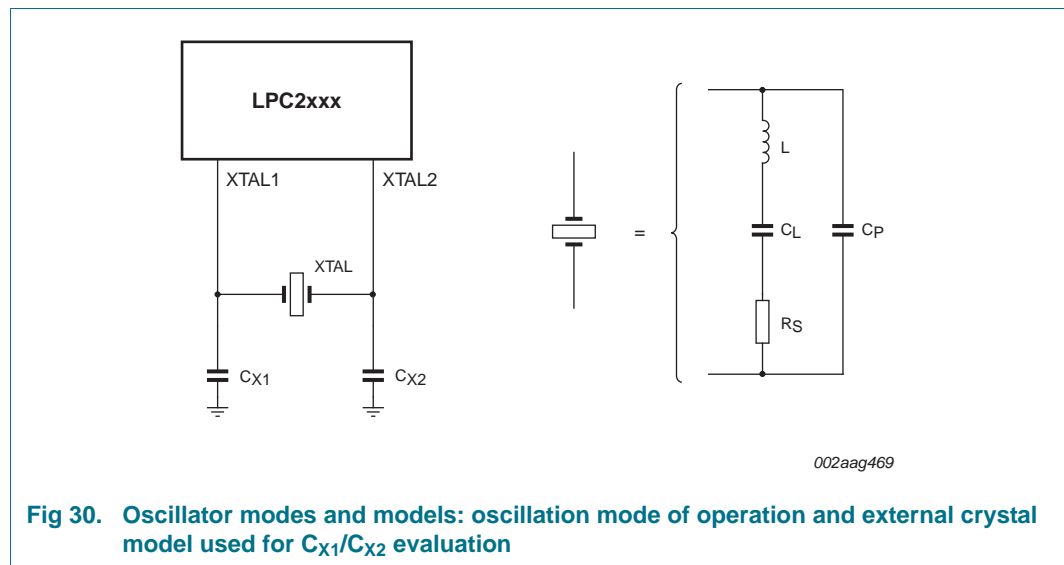 LPC2xxx
XTAL1
XTAL2
XTAL
CX1
CX2
=
L
CL
CP
RS
002aag469
Fig 30. Oscillator modes and models: oscillation mode of operation and external crystal
model used for CX1/CX2 evaluation